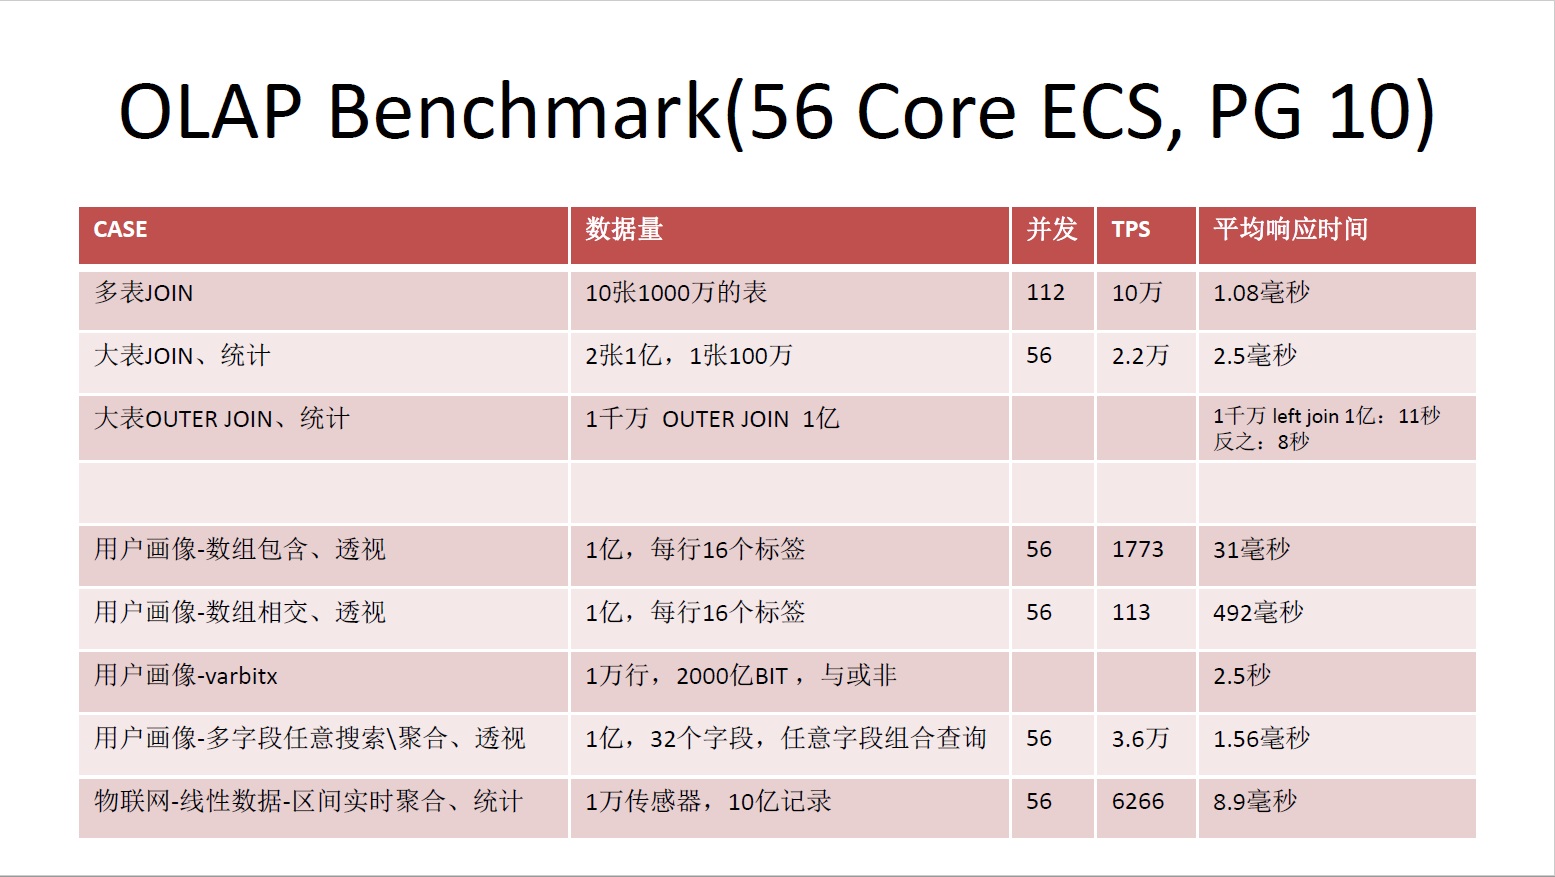 OLAP Benchmark(56 Core ECS, PG 10)
CASE 数据量 并发 TPS 平均响应时间
多表JOIN 10张1000万的表 112 10万 1.08毫秒
大表JOIN、统计 2张1亿，1张100万 56 2.2万 2.5毫秒
大表OUTER JOIN、统计 1千万 OUTER JOIN 1亿 1千万 left join 1亿：11秒
反之：8秒
用户画像-数组包含、透视 1亿，每行16个标签 56 1773 31毫秒
用户画像-数组相交、透视 1亿，每行16个标签 56 113 492毫秒
用户画像-varbitx 1万行，2000亿BIT，与或非 2.5秒
用户画像-多字段任意搜索\聚合、透视 1亿，32个字段，任意字段组合查询 56 3.6万 1.56毫秒
物联网-线性数据-区间实时聚合、统计 1万传感器，10亿记录 56 6266 8.9毫秒